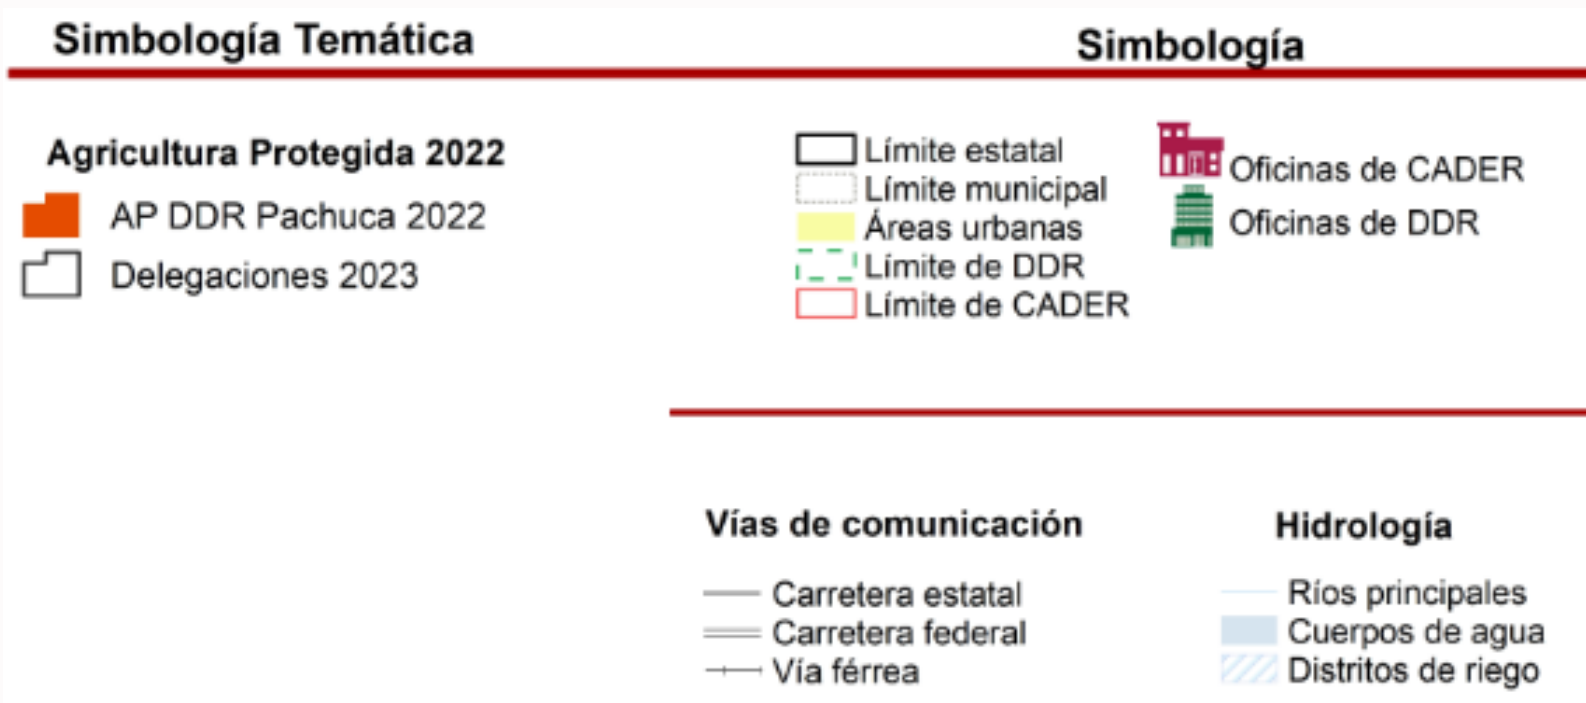 Simbología Temática
Agricultura Protegida 2022
AP DDR Pachuca 2022
Delegaciones 2023
Simbología
Límite estatal
Límite municipal
Áreas urbanas
Límite de DDR
Límite de CADER
Oficinas de CADER
Oficinas de DDR
Vías de comunicación
Carretera estatal
Carretera federal
Vía férrea
Hidrología
Ríos principales
Cuerpos de agua
Distritos de riego